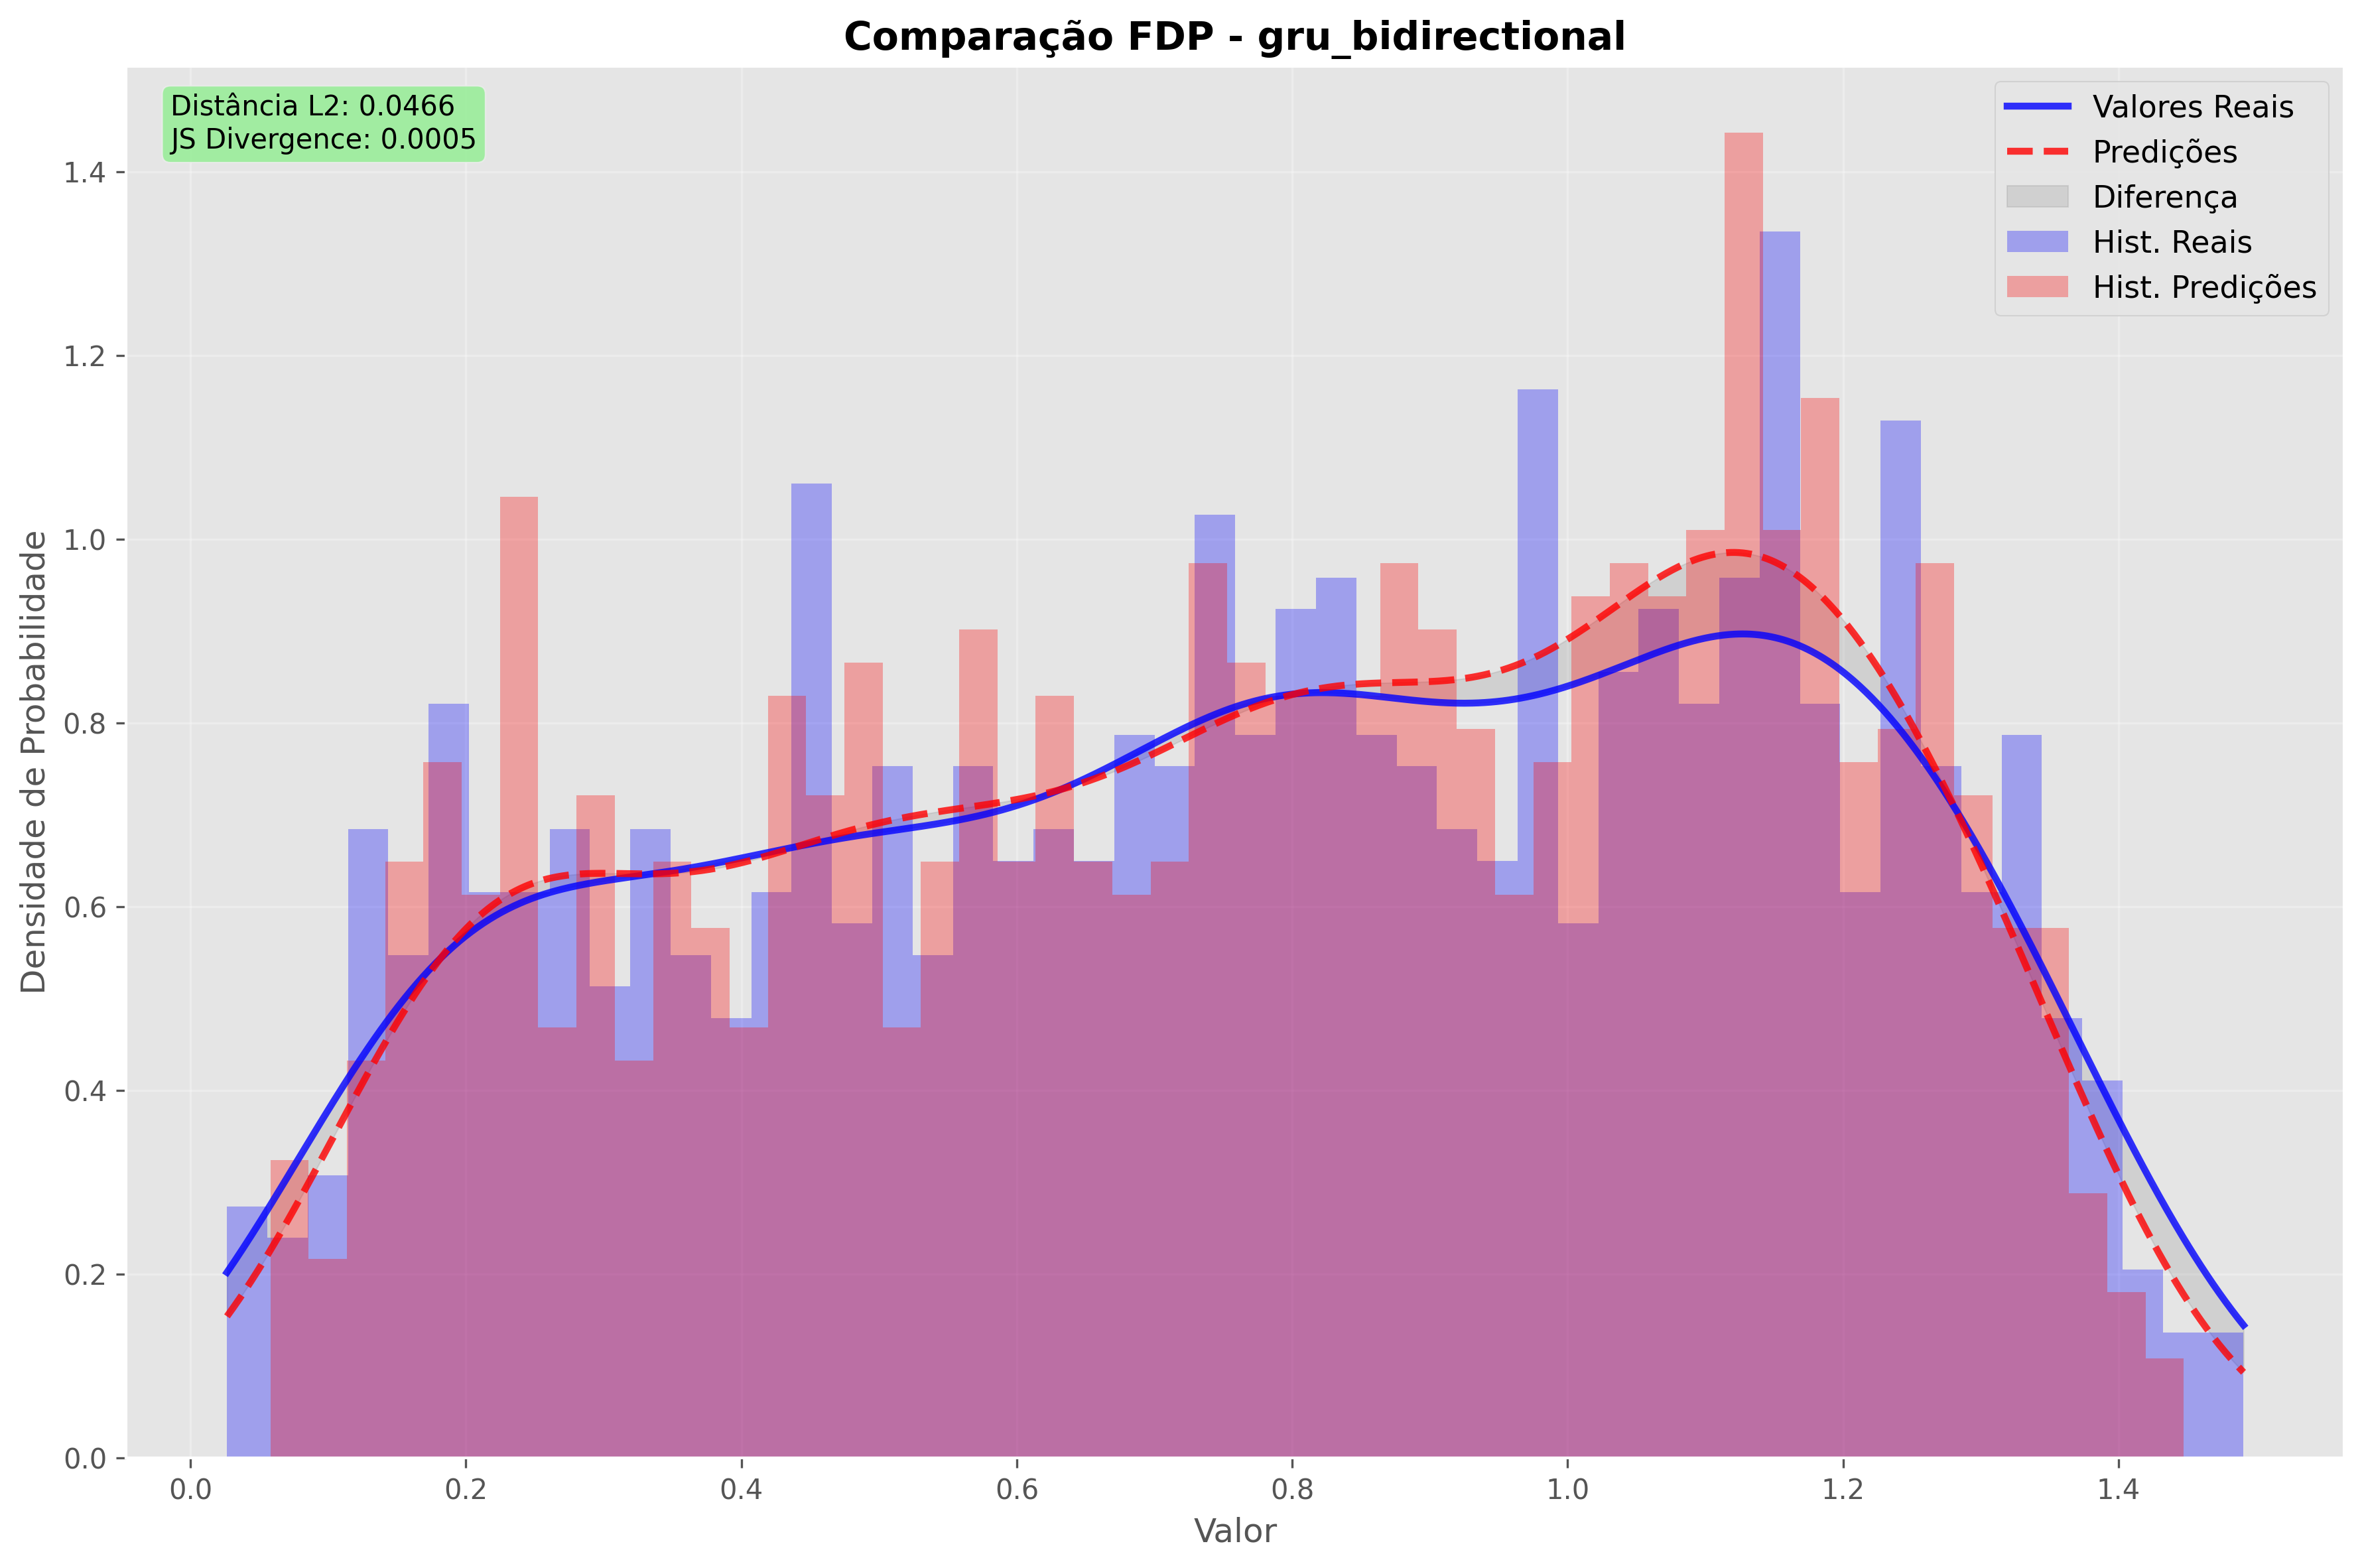 Comparação FDP - gru_bidirectional
Distância L2: 0.0466
JS Divergence: 0.0005
Valores Reais
Predições
Diferença
Hist. Reais
Hist. Predições
Densidade de Probabilidade
1.4
1.2
1.0
0.8
0.6
0.4
0.2
0.0
0.0 0.2 0.4 0.6 0.8 1.0 1.2 1.4
Valor